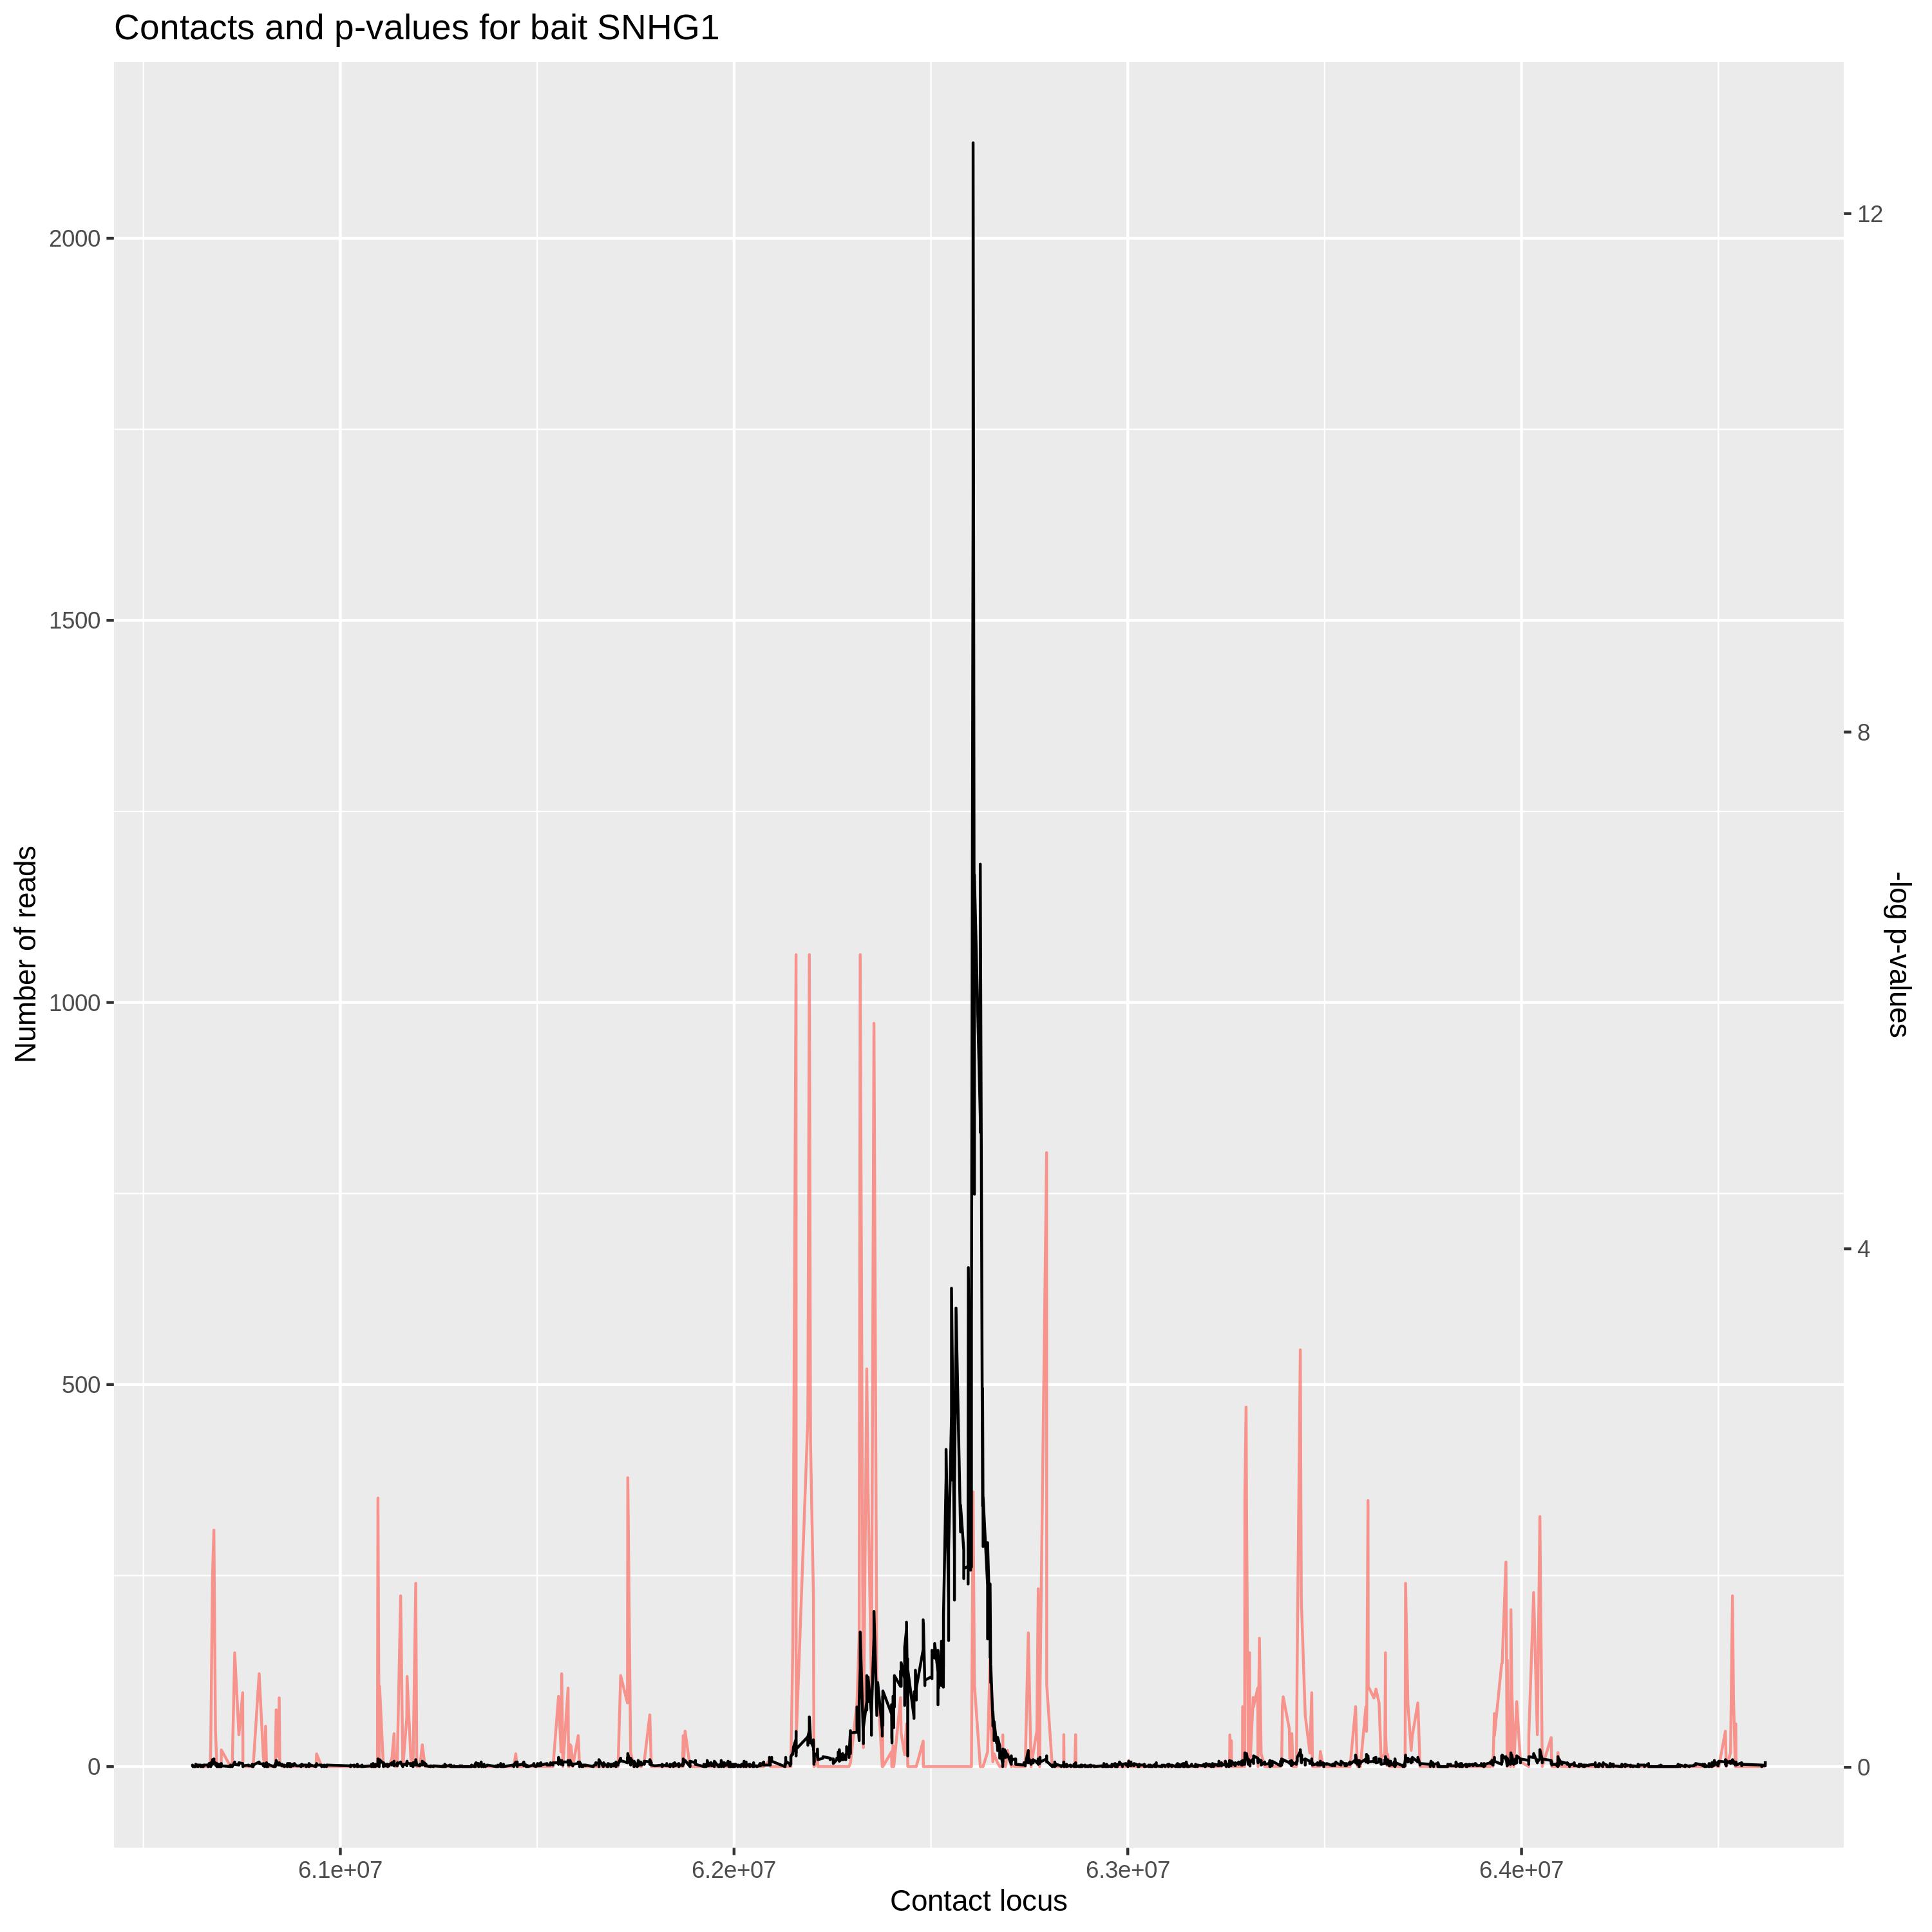 Contacts and p-values for bait SNHG1
2000
1500
1000
500
0
Number of reads
12
8
4
0
-log p-values
6.1e+07
6.2e+07
6.3e+07
6.4e+07
Contact locus